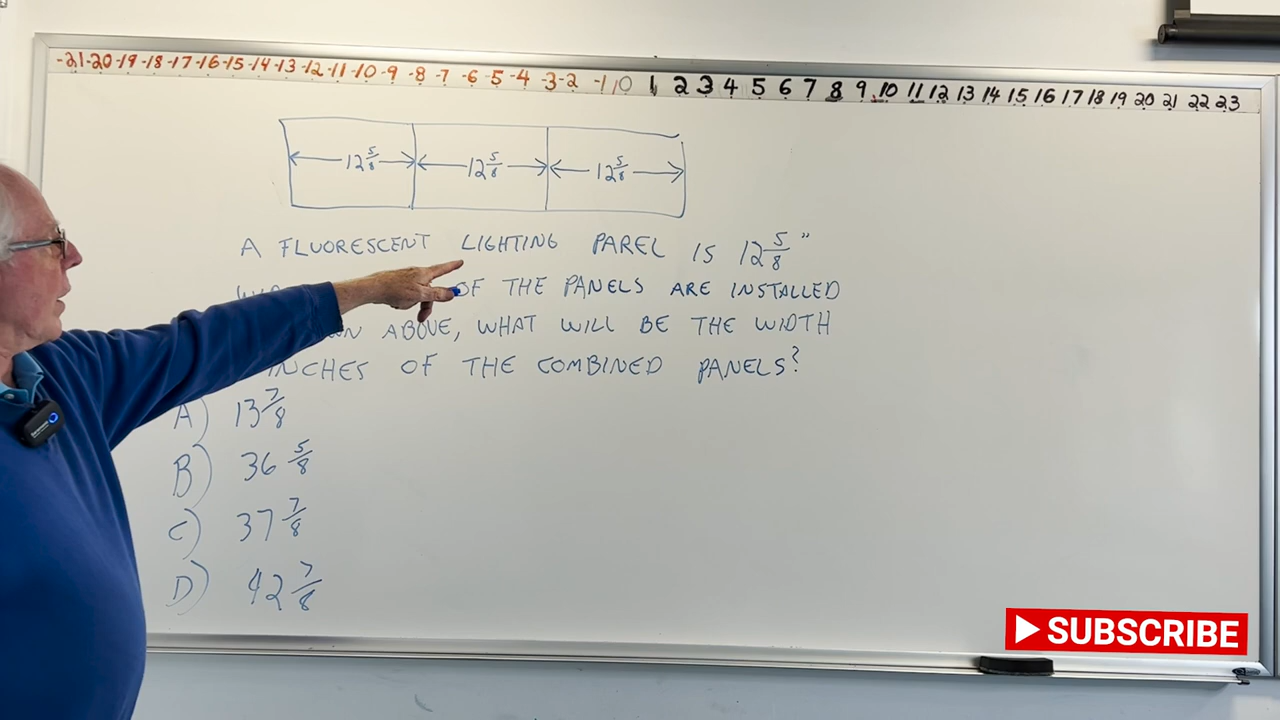 -21 -20 -19 -18 -17 -16 -15 -14 -13 -12 -11 -10 -9 -8 -7 -6 -5 -4 -3 -2 -1 0 1 2 3 4 5 6 7 8 9 10 11 12 13 14 15 16 17 18 19 20 21 22 23
12 5/8 12 5/8 12 5/8
A FLUORESCENT LIGHTING PAREL IS 12 5/8 "
OF THE PANELS ARE INSTALLED
ABOVE, WHAT WILL BE THE WIDTH
INCHES OF THE COMBINED PANELS?
A) 13 7/8
B) 36 5/8
C) 37 7/8
D) 42 7/8
SUBSCRIBE